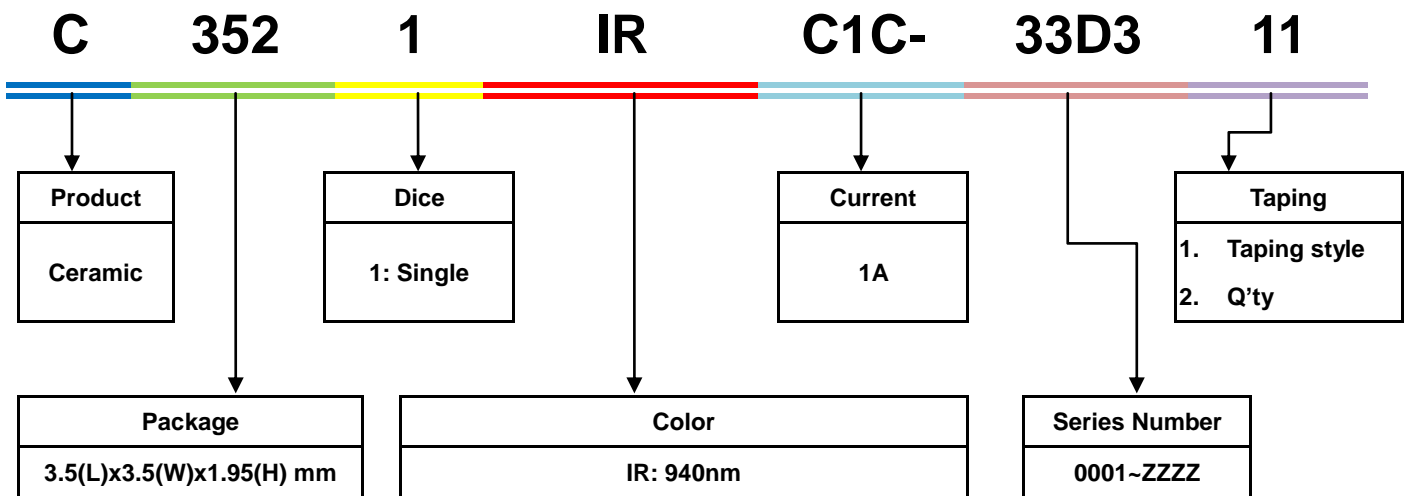 C 352 1 IR C1C- 33D3 11
Product Dice Current Taping
Ceramic 1: Single 1A 1. Taping style
2. Q’ty
Package Color Series Number
3.5(L)x3.5(W)x1.95(H) mm IR: 940nm 0001~ZZZZ